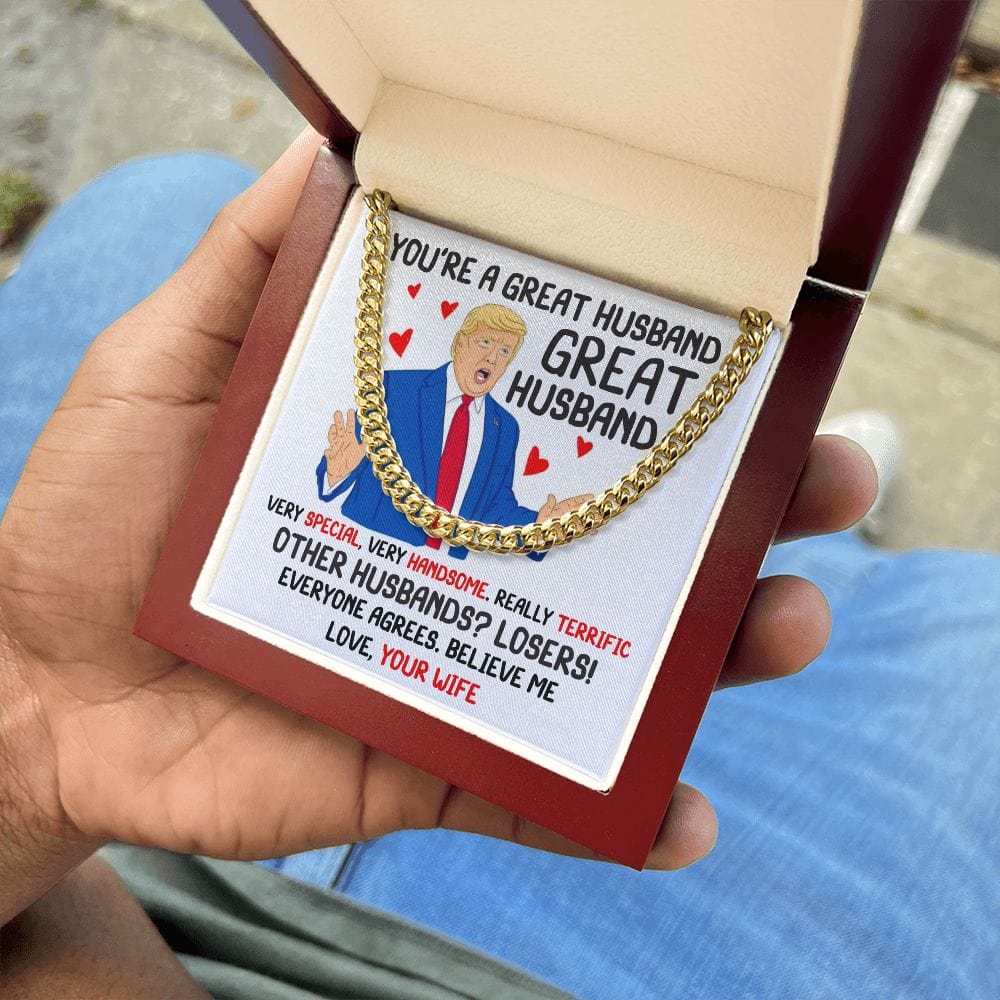 YOU'RE A GREAT HUSBAND
GREAT
HUSBAND
VERY SPECIAL, VERY HANDSOME. REALLY TERRIFIC
OTHER HUSBANDS? LOSERS!
EVERYONE AGREES. BELIEVE ME
LOVE, YOUR WIFE